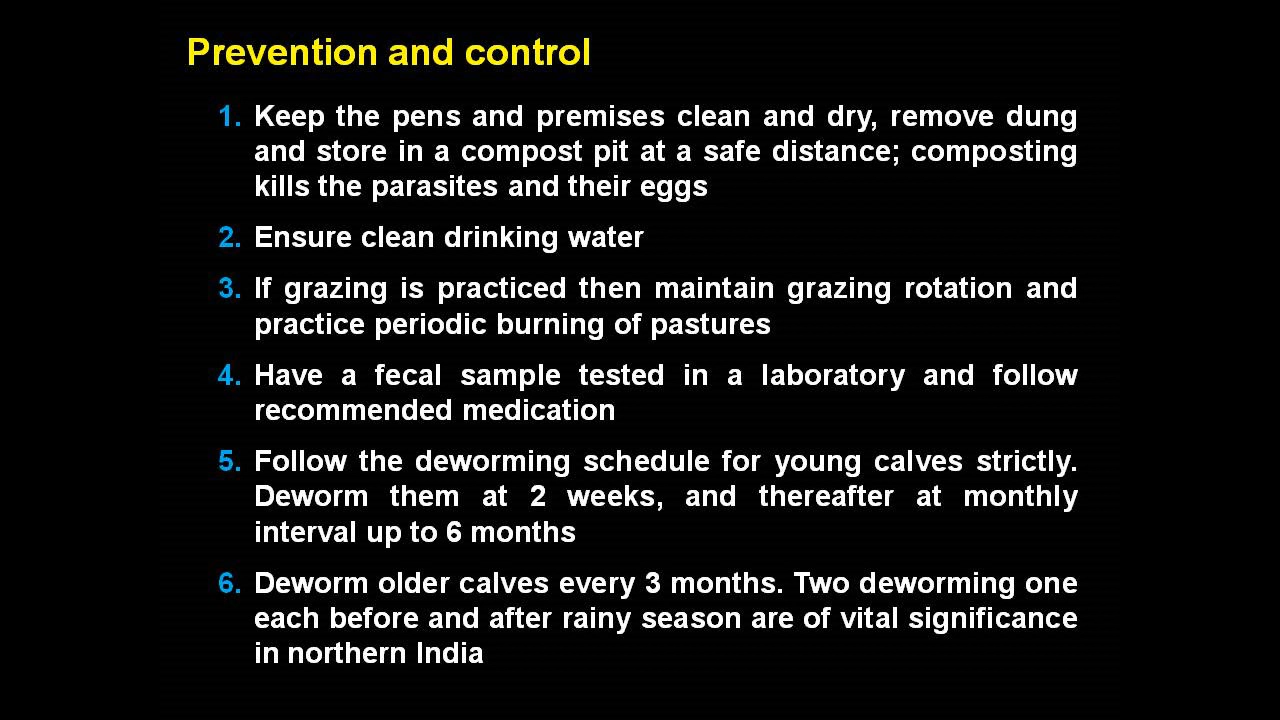 Prevention and control
1. Keep the pens and premises clean and dry, remove dung
and store in a compost pit at a safe distance; composting
kills the parasites and their eggs
2. Ensure clean drinking water
3. If grazing is practiced then maintain grazing rotation and
practice periodic burning of pastures
4. Have a fecal sample tested in a laboratory and follow
recommended medication
5. Follow the deworming schedule for young calves strictly.
Deworm them at 2 weeks, and thereafter at monthly
interval up to 6 months
6. Deworm older calves every 3 months. Two deworming one
each before and after rainy season are of vital significance
in northern India